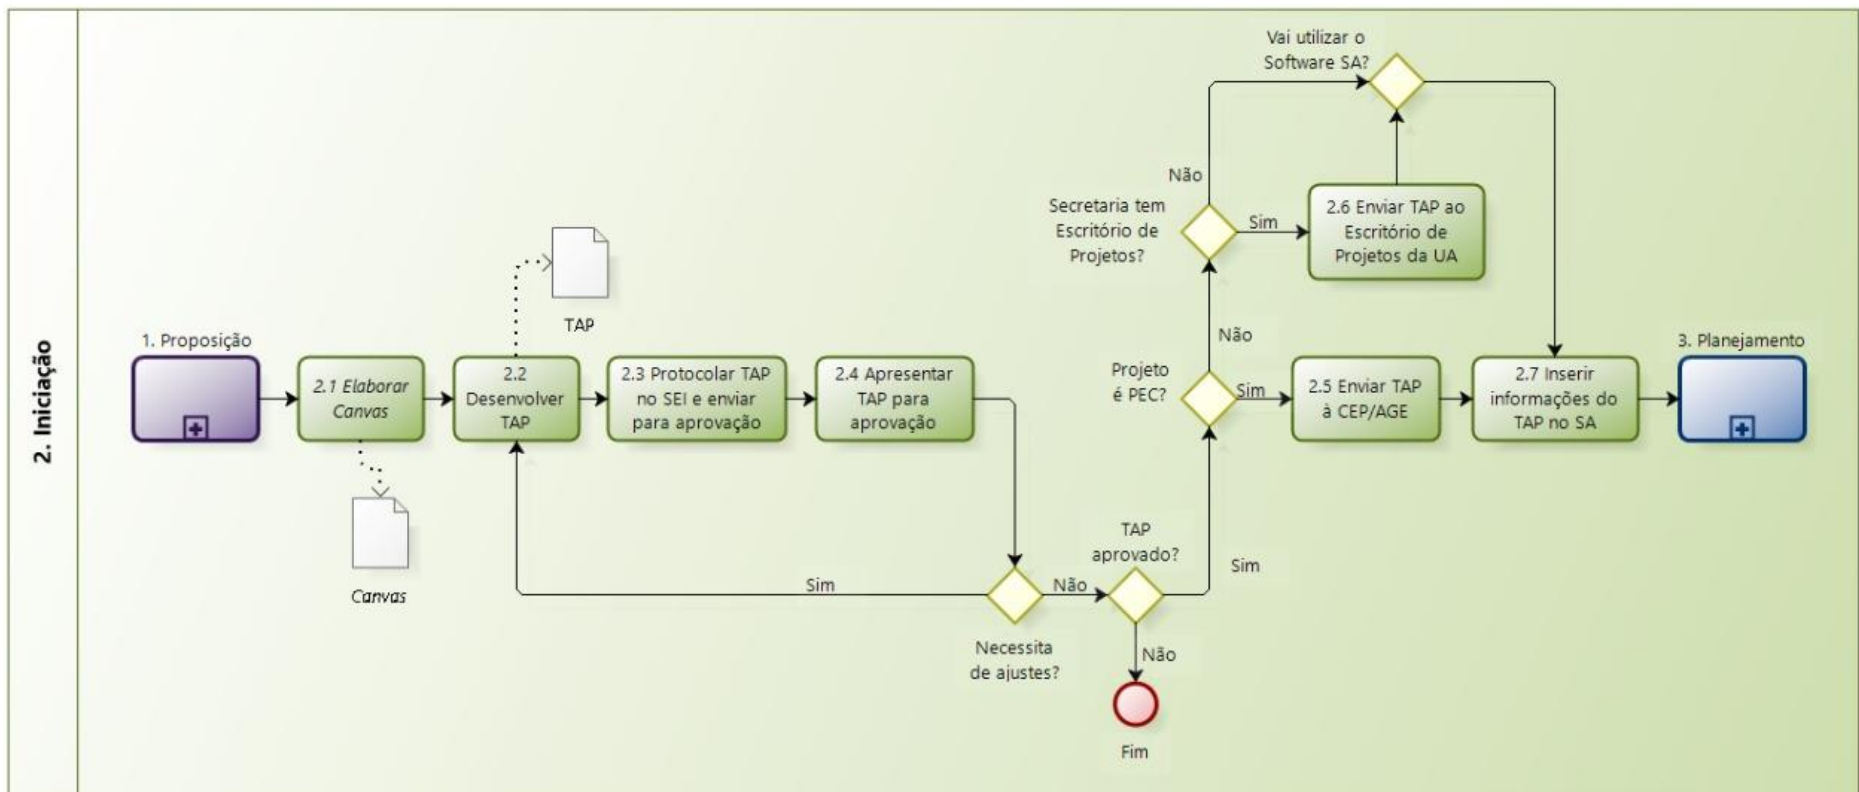 2. Iniciação
1. Proposição
2.1 Elaborar
Canvas
Canvas
2.2
Desenvolver
TAP
TAP
2.3 Protocolar TAP
no SEI e enviar
para aprovação
2.4 Apresentar
TAP para
aprovação
Necessita
de ajustes?
Sim
Não
TAP
aprovado?
Não
Fim
Sim
Projeto
é PEC?
Sim
Não
2.5 Enviar TAP
à CEP/AGE
Secretaria tem
Escritório de
Projetos?
Sim
Não
2.6 Enviar TAP ao
Escritório de
Projetos da UA
Vai utilizar o
Software SA?
2.7 Inserir
informações do
TAP no SA
3. Planejamento